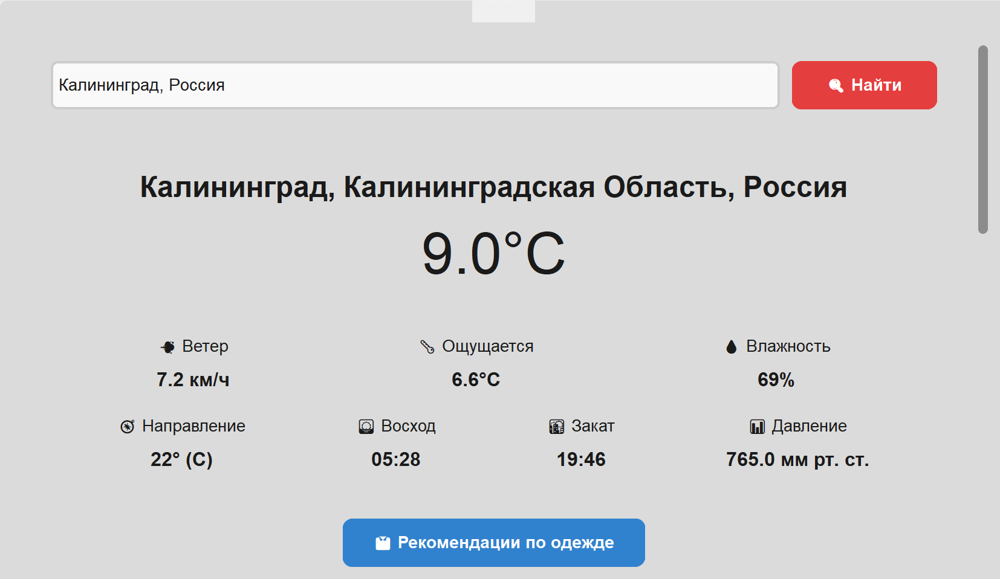 Калининград, Россия
Найти
Калининград, Калининградская Область, Россия
9.0°C
Ветер Ощущается Влажность
7.2 км/ч 6.6°C 69%
Направление Восход Закат Давление
22° (С) 05:28 19:46 765.0 мм рт. ст.
Рекомендации по одежде